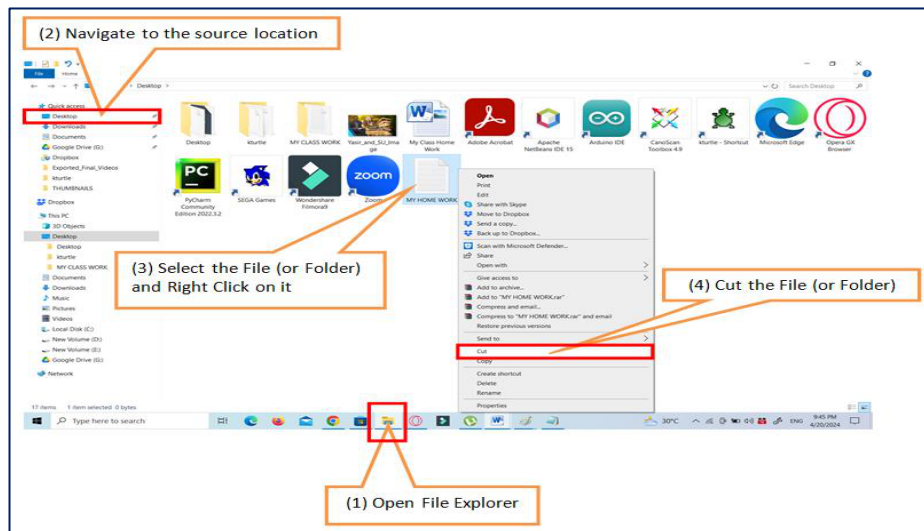 (2) Navigate to the source location
File Home
Desktop
Search Desktop
Quick access
Desktop
Downloads
Documents
Google Drive (G:)
Dropbox
Exported_Final_Videos
kturtle
THUMBNAILS
Dropbox
This PC
3D Objects
Desktop
Desktop
kturtle
MY CLASS WORK
Documents
Downloads
Music
Pictures
Videos
Local Disk (C:)
New Volume (D:)
New Volume (E:)
Google Drive (G:)
Network
Desktop
kturtle
MY CLASS WORK
Yasir_and_SU_Ima
ge
My Class Home
Work
Adobe Acrobat
Apache
NetBeans IDE 15
Arduino IDE
CanoScan
Toolbox 4.9
kturtle - Shortcut
Microsoft Edge
Opera GX
Browser
PC
PyCharm
Community
Edition 2022.3.2
SEGA Games
Wondershare
Filmora9
zoom
Zoom
MY HOME WORK
(3) Select the File (or Folder)
and Right Click on it
Open
Print
Edit
Share with Skype
Move to Dropbox
Send a copy...
Back up to Dropbox...
Scan with Microsoft Defender...
Share
Open with
Give access to
Add to archive...
Add to "MY HOME WORK.rar"
Compress and email...
Compress to "MY HOME WORK.rar" and email
Restore previous versions
Send to
Cut
Copy
Create shortcut
Delete
Rename
Properties
(4) Cut the File (or Folder)
17 items 1 item selected 0 bytes
Type here to search
30°C
ENG
9:45 PM
4/20/2024
(1) Open File Explorer